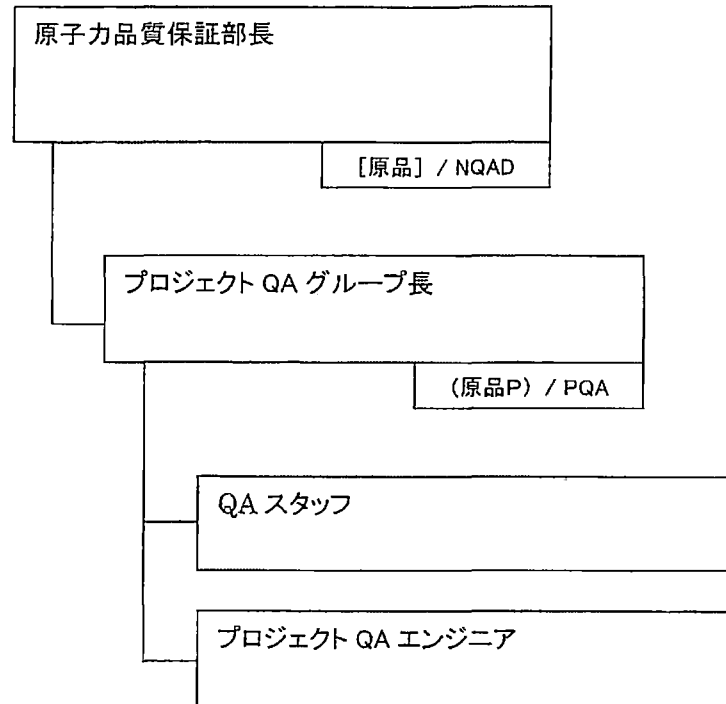 原子力品質保証部長
[原品] / NQAD
プロジェクト QA グループ長
(原品P) / PQA
QA スタッフ
プロジェクト QA エンジニア